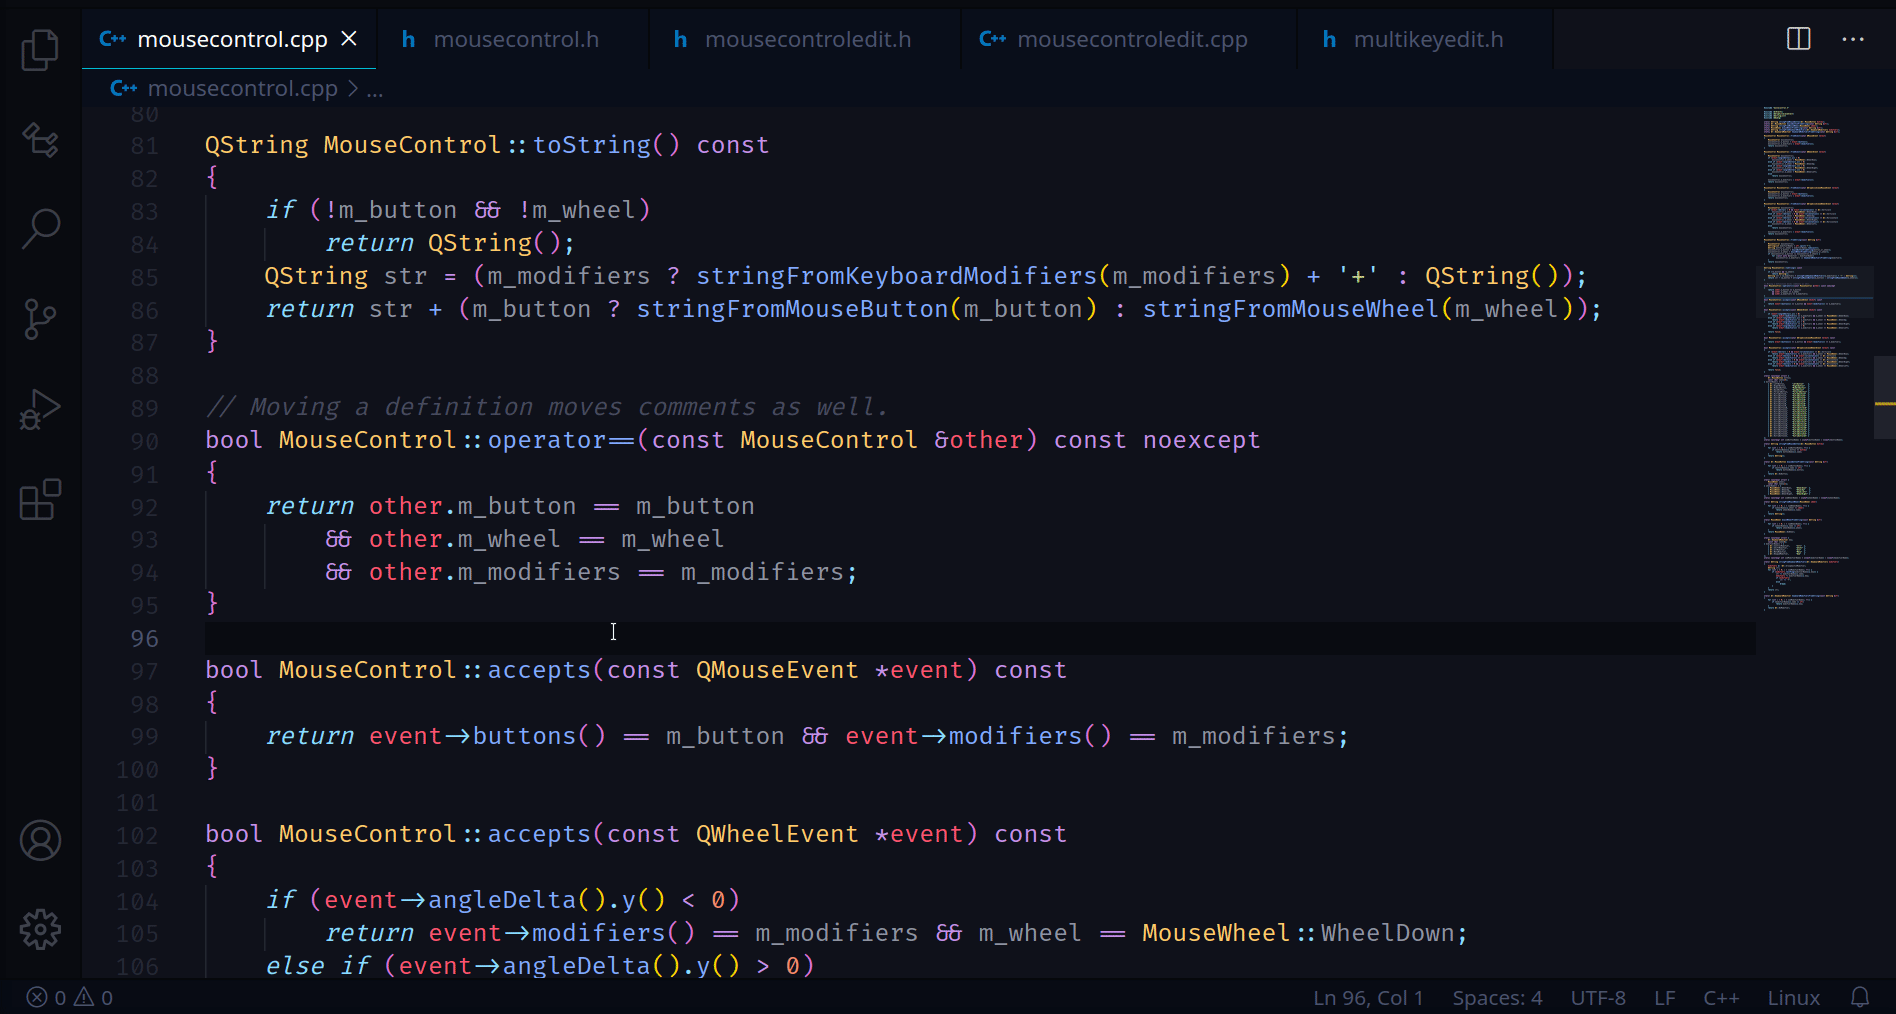 C++ mousecontrol.cpp
h mousecontrol.h
h mousecontroledit.h
C++ mousecontroledit.cpp
h multikeyedit.h
C++ mousecontrol.cpp > ...
80
81 QString MouseControl::toString() const
82 {
83 if (!m_button && !m_wheel)
84 return QString();
85 QString str = (m_modifiers ? stringFromKeyboardModifiers(m_modifiers) + '+' : QString());
86 return str + (m_button ? stringFromMouseButton(m_button) : stringFromMouseWheel(m_wheel));
87 }
88
89 // Moving a definition moves comments as well.
90 bool MouseControl::operator==(const MouseControl &other) const noexcept
91 {
92 return other.m_button == m_button
93 && other.m_wheel == m_wheel
94 && other.m_modifiers == m_modifiers;
95 }
96
97 bool MouseControl::accepts(const QMouseEvent *event) const
98 {
99 return event->buttons() == m_button && event->modifiers() == m_modifiers;
100 }
101
102 bool MouseControl::accepts(const QWheelEvent *event) const
103 {
104 if (event->angleDelta().y() < 0)
105 return event->modifiers() == m_modifiers && m_wheel == MouseWheel::WheelDown;
106 else if (event->angleDelta().y() > 0)
0 0
Ln 96, Col 1
Spaces: 4
UTF-8
LF
C++
Linux